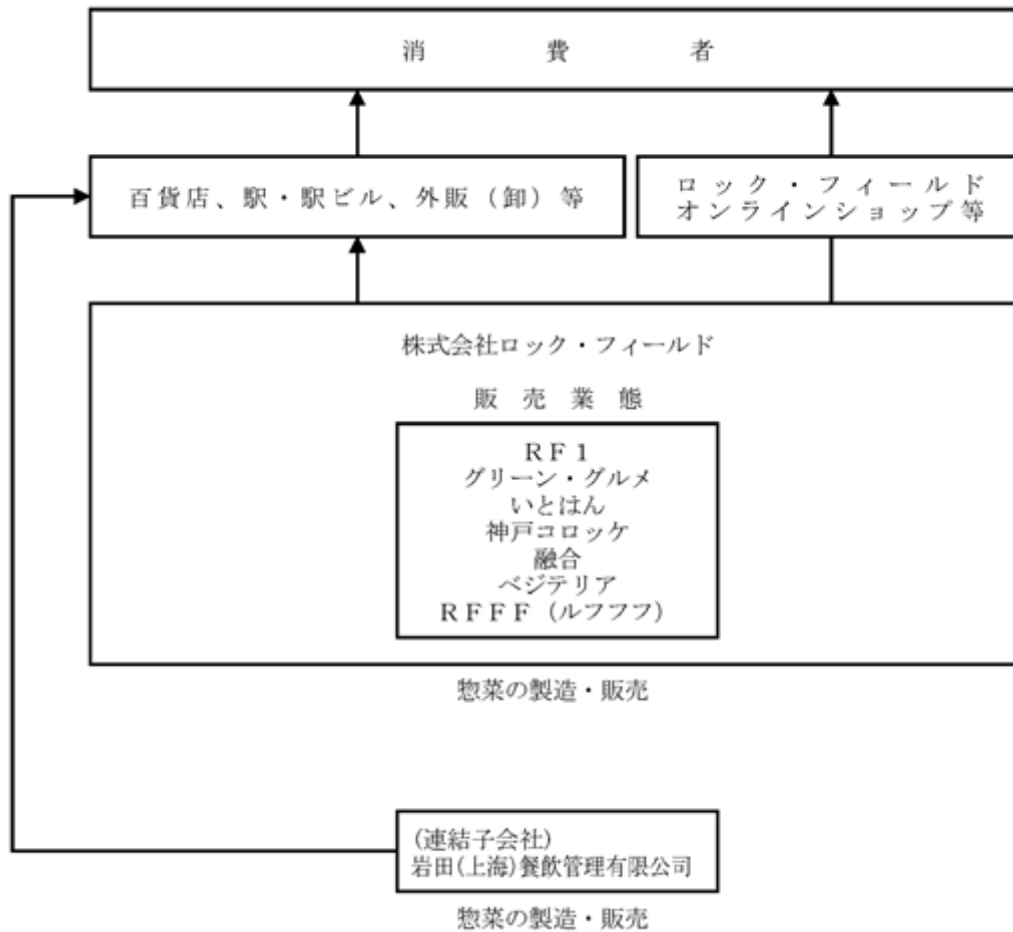 消費者
百貨店、駅・駅ビル、外販（卸）等
ロック・フィールド
オンラインショップ等
株式会社ロック・フィールド
販売業態
ＲＦ１
グリーン・グルメ
いとはん
神戸コロッケ
融合
ベジテリア
ＲＦＦＦ（ルフフフ）
惣菜の製造・販売
(連結子会社)
岩田(上海)餐飲管理有限公司
惣菜の製造・販売